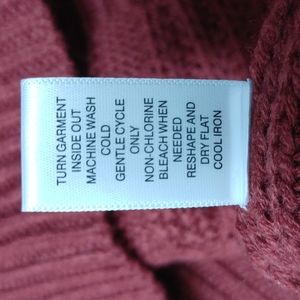 TURN GARMENT
INSIDE OUT
MACHINE WASH
COLD
GENTLE CYCLE
ONLY
NON-CHLORINE
BLEACH WHEN
NEEDED
RESHAPE AND
DRY FLAT
COOL IRON